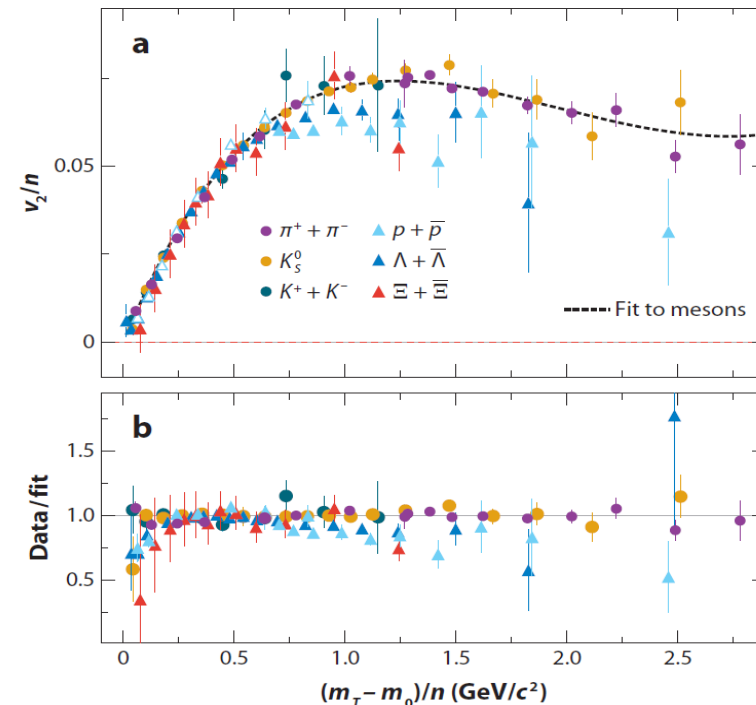 a
v₂/n
0.05
0
π⁺ + π⁻
p + p̅
K⁰ₛ
Λ + Λ̅
K⁺ + K⁻
Ξ + Ξ̅
Fit to mesons
b
Data/fit
1.5
1.0
0.5
0 0.5 1.0 1.5 2.0 2.5
(m_T – m₀)/n (GeV/c²)